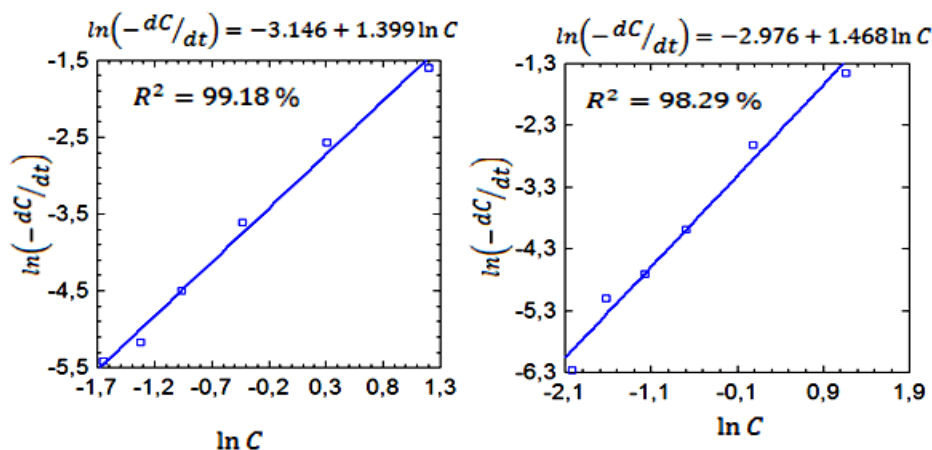 ln(−dC/dt) = −3.146 + 1.399 ln C
-1,5
R² = 99.18 %
-2,5
-3,5
-4,5
-5,5
ln(−dC/dt)
-1,7 -1,2 -0,7 -0,2 0,3 0,8 1,3
ln C
ln(−dC/dt) = −2.976 + 1.468 ln C
-1,3
R² = 98.29 %
-2,3
-3,3
-4,3
-5,3
-6,3
ln(−dC/dt)
-2,1 -1,1 -0,1 0,9 1,9
ln C